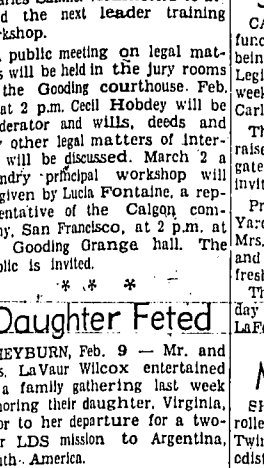 d the next leader training
kshop.
public meeting on legal mat-
s will be held in the jury rooms
the Gooding courthouse. Feb.
at 2 p.m. Cecil Hobdey will be
derator and wills, deeds and
other legal matters of inter-
will be discussed. March 2 a
ndry principal workshop will
given by Lucia Fontaine, a rep-
entative of the Calgon com-
ny, San Francisco, at 2 p.m. at
Gooding Grange hall. The
blic is invited.
* * *
Daughter Feted
HEYBURN, Feb. 9 — Mr. and
s. LaVaur Wilcox entertained
a family gathering last week
noring their daughter, Virginia,
or to her departure for a two-
r LDS mission to Argentina,
uth America.
Ca
func
bein
Legi
week
Carl
Th
raise
gate
invit
Pr
Yard
Mrs.
and
fresh
Th
day
LaFo
SH
rolle
Twin